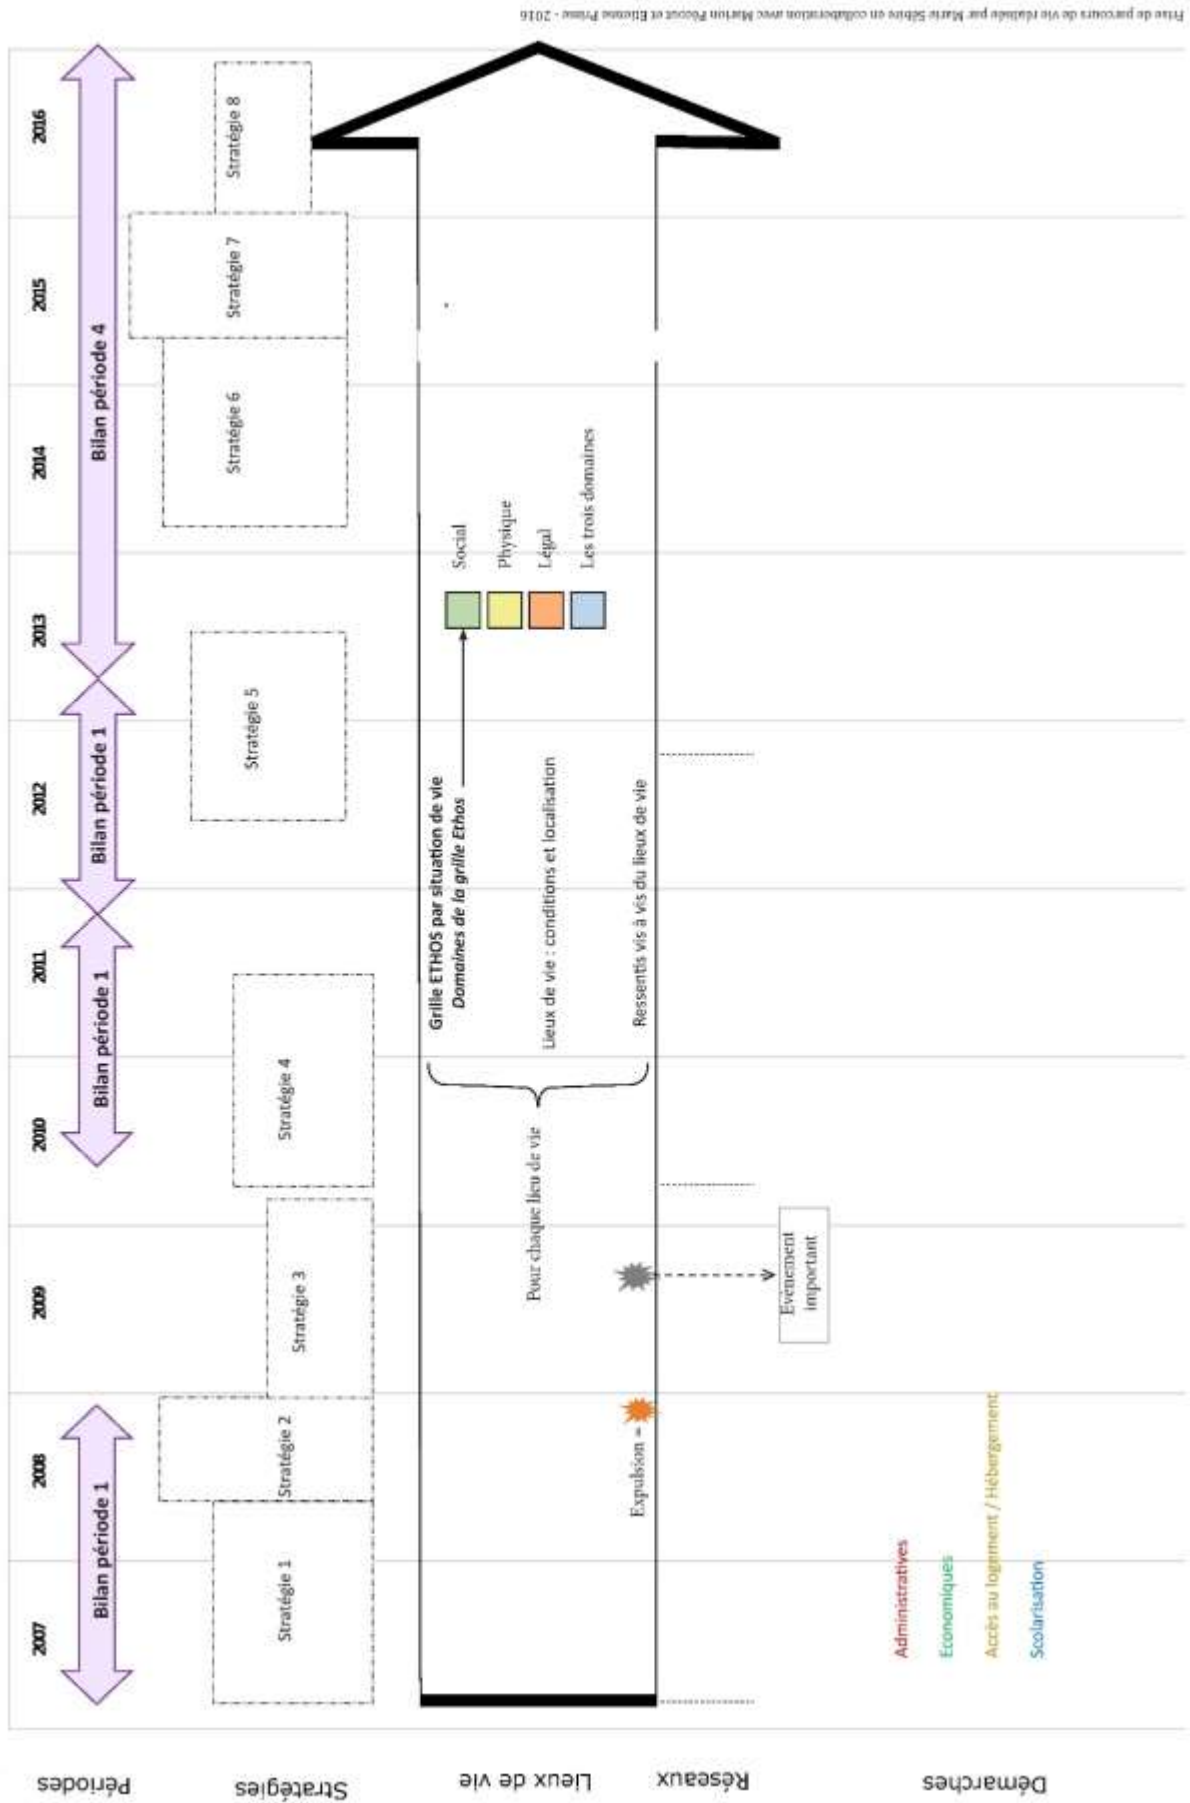 2007
2008
2009
2010
2011
2012
2013
2014
2015
2016
Périodes
Bilan période 1
Bilan période 1
Bilan période 1
Bilan période 4
Stratégies
Stratégie 1
Stratégie 2
Stratégie 3
Stratégie 4
Stratégie 5
Stratégie 6
Stratégie 7
Stratégie 8
Lieux de vie
Pour chaque lieu de vie
Grille ETHOS par situation de vie
Domaines de la grille Ethos
Social
Physique
Légal
Les trois domaines
Lieux de vie : conditions et localisation
Ressentis vis à vis du lieux de vie
Expulsion =
Réseaux
Evènement
important
Démarches
Administratives
Economiques
Accès au logement / Hébergement
Scolarisation
Frise de parcours de vie réalisée par Marie Sébire en collaboration avec Marion Pécout et Etienne Prime - 2016